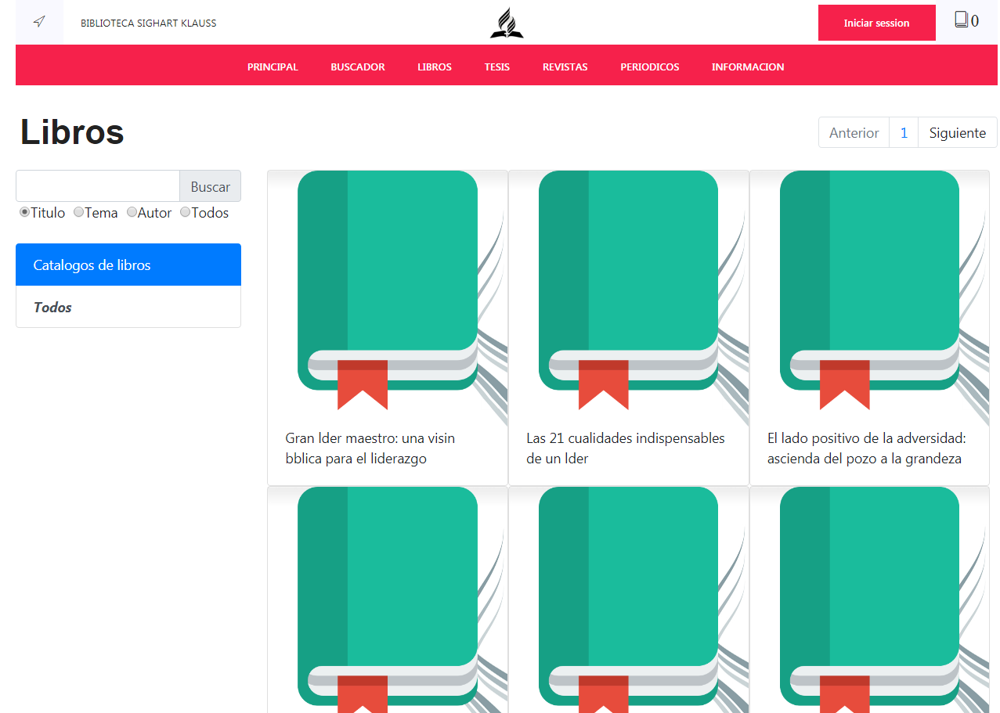 BIBLIOTECA SIGHART KLAUSS
Iniciar session
0
PRINCIPAL BUSCADOR LIBROS TESIS REVISTAS PERIODICOS INFORMACION
Libros
Anterior 1 Siguiente
Buscar
Titulo Tema Autor Todos
Catalogos de libros
Todos
Gran lder maestro: una visin
bblica para el liderazgo
Las 21 cualidades indispensables
de un lder
El lado positivo de la adversidad:
ascienda del pozo a la grandeza